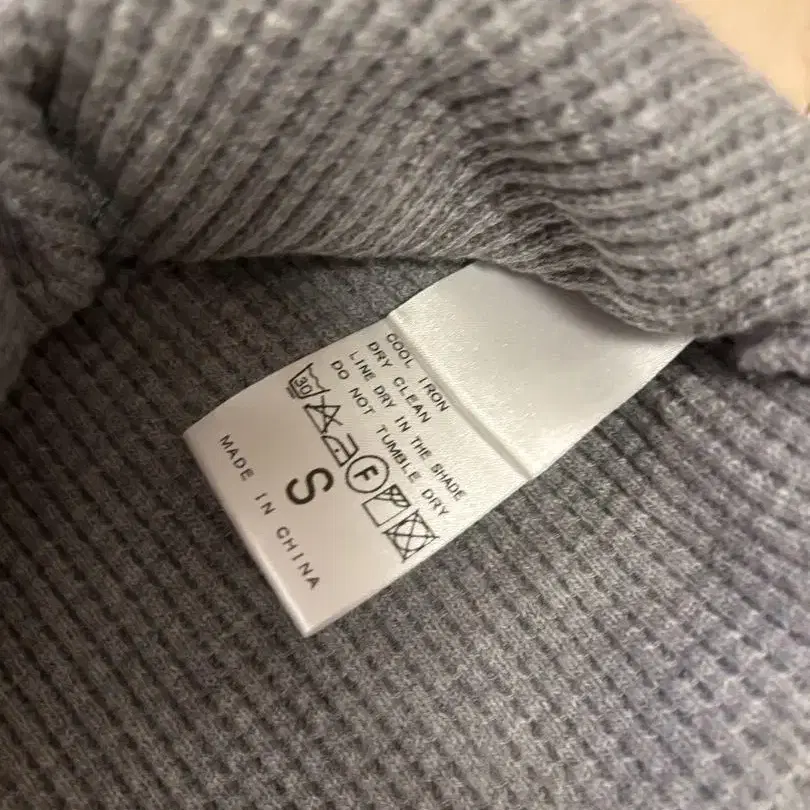 COOL IRON
DRY CLEAN
LINE DRY IN THE SHADE
DO NOT TUMBLE DRY
30
F
S
MADE IN CHINA